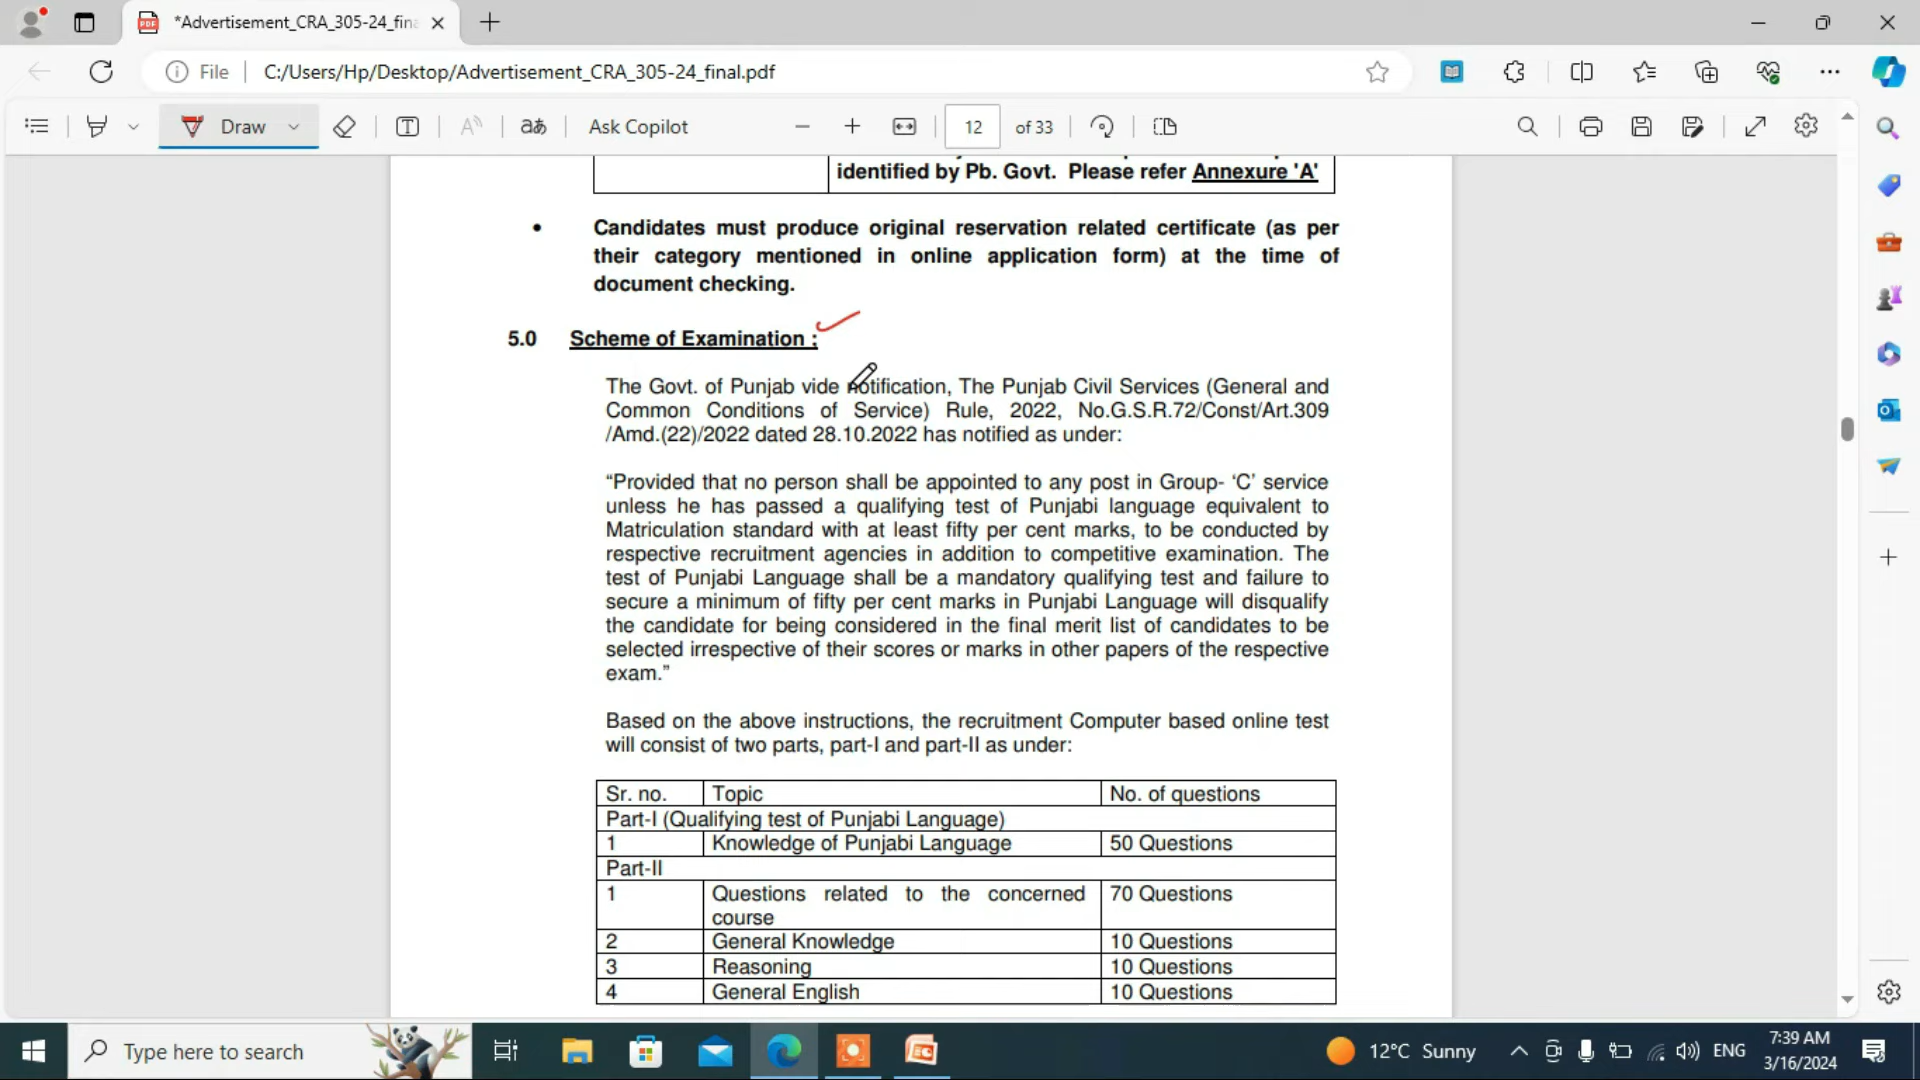 *Advertisement_CRA_305-24_fin
File
C:/Users/Hp/Desktop/Advertisement_CRA_305-24_final.pdf
Draw
Ask Copilot
12
of 33
identified by Pb. Govt. Please refer Annexure 'A'
• Candidates must produce original reservation related certificate (as per
their category mentioned in online application form) at the time of
document checking.
5.0 Scheme of Examination :
The Govt. of Punjab vide notification, The Punjab Civil Services (General and
Common Conditions of Service) Rule, 2022, No.G.S.R.72/Const/Art.309
/Amd.(22)/2022 dated 28.10.2022 has notified as under:
“Provided that no person shall be appointed to any post in Group- ‘C’ service
unless he has passed a qualifying test of Punjabi language equivalent to
Matriculation standard with at least fifty per cent marks, to be conducted by
respective recruitment agencies in addition to competitive examination. The
test of Punjabi Language shall be a mandatory qualifying test and failure to
secure a minimum of fifty per cent marks in Punjabi Language will disqualify
the candidate for being considered in the final merit list of candidates to be
selected irrespective of their scores or marks in other papers of the respective
exam.”
Based on the above instructions, the recruitment Computer based online test
will consist of two parts, part-I and part-II as under:
Sr. no. Topic No. of questions
Part-I (Qualifying test of Punjabi Language)
1 Knowledge of Punjabi Language 50 Questions
Part-II
1 Questions related to the concerned 70 Questions
course
2 General Knowledge 10 Questions
3 Reasoning 10 Questions
4 General English 10 Questions
Type here to search
12°C Sunny
ENG
7:39 AM
3/16/2024